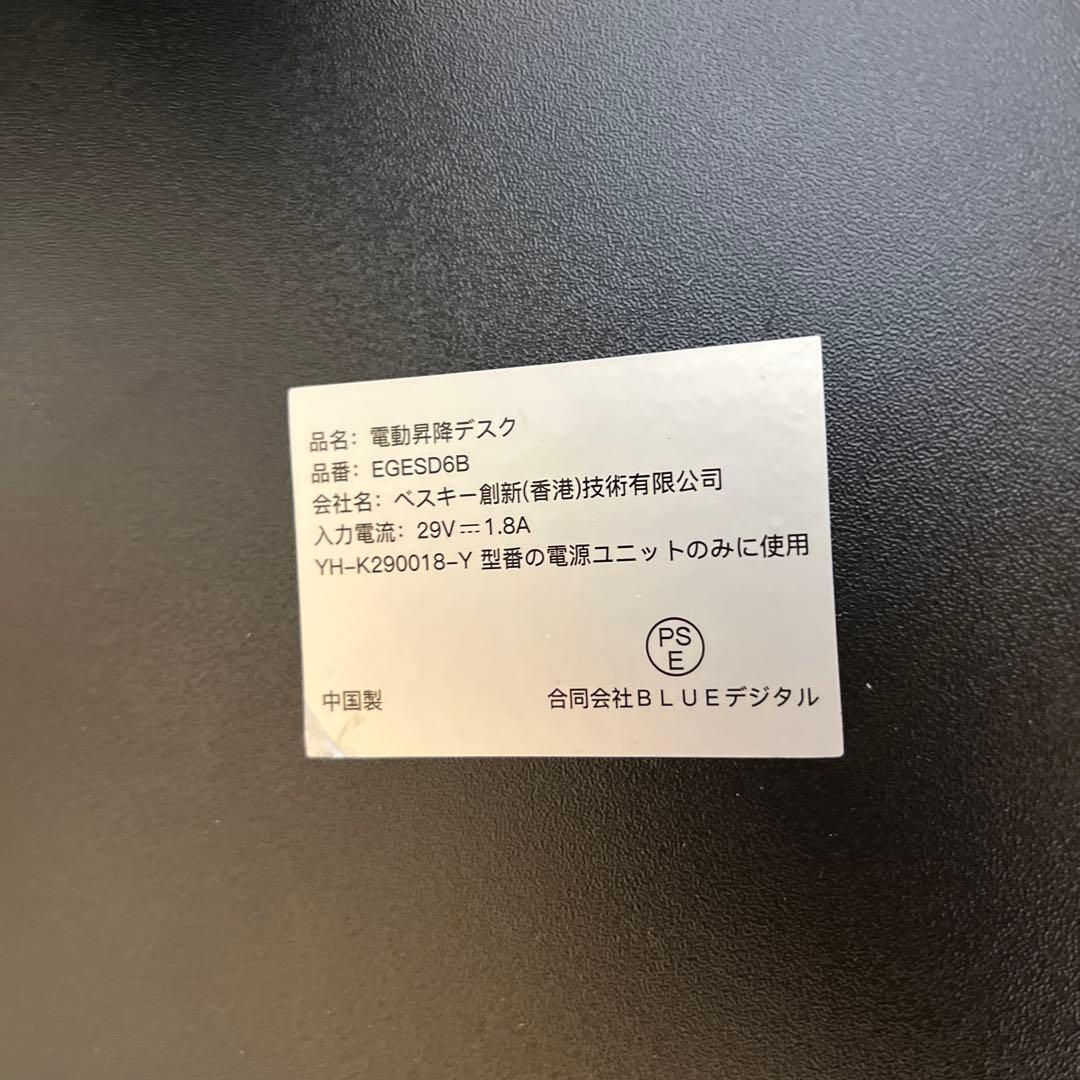 品名：電動昇降デスク
品番：EGESD6B
会社名：ベスキー創新(香港)技術有限公司
入力電流：29V⎓1.8A
YH-K290018-Y 型番の電源ユニットのみに使用
PS
E
中国製 合同会社ＢＬＵＥデジタル